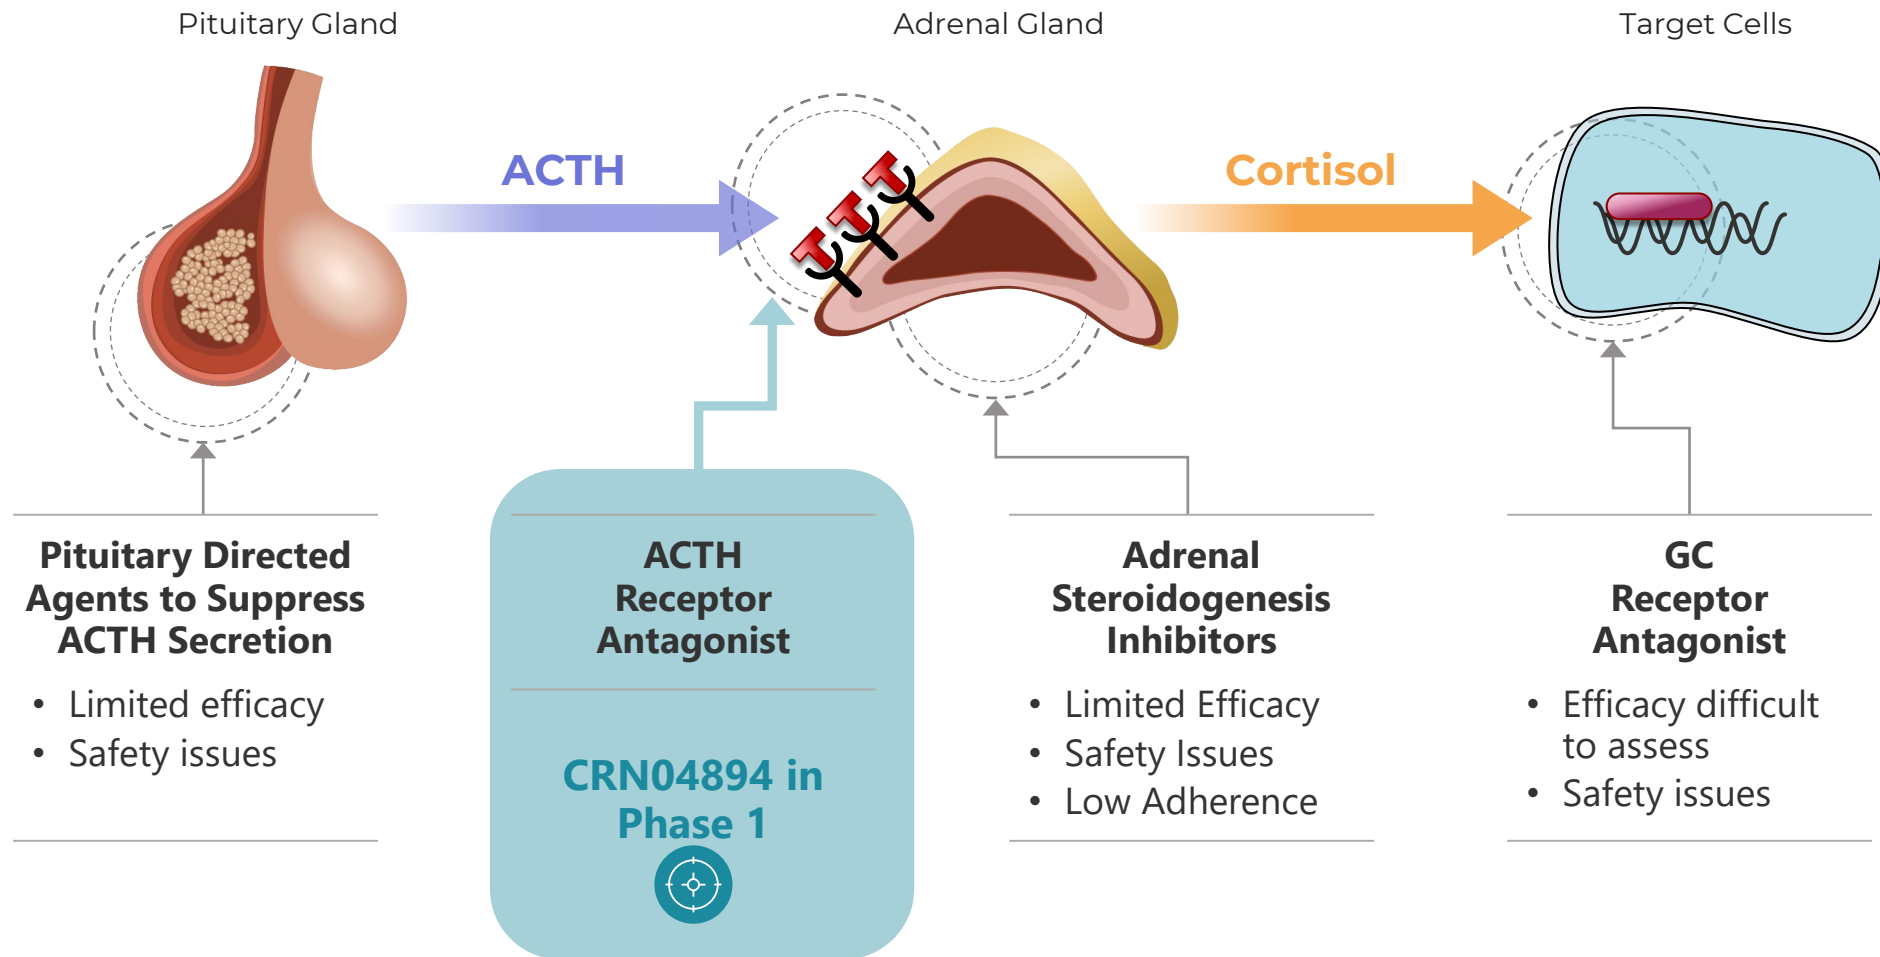 Pituitary Gland
Adrenal Gland
Target Cells
ACTH
Cortisol
Pituitary Directed
Agents to Suppress
ACTH Secretion
• Limited efficacy
• Safety issues
ACTH
Receptor
Antagonist
CRN04894 in
Phase 1
Adrenal
Steroidogenesis
Inhibitors
• Limited Efficacy
• Safety Issues
• Low Adherence
GC
Receptor
Antagonist
• Efficacy difficult
to assess
• Safety issues